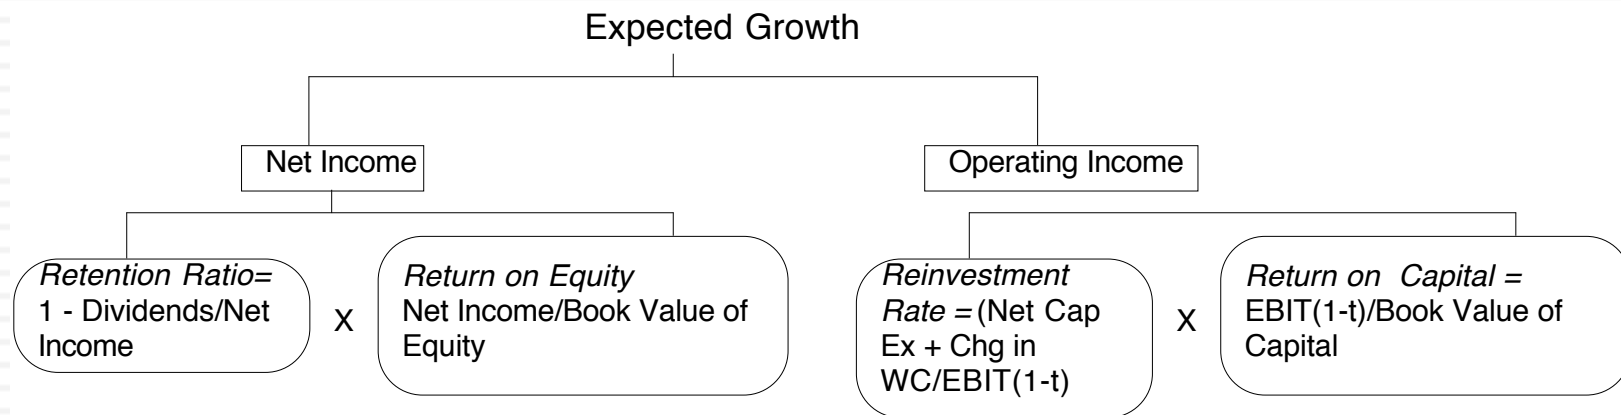 Expected Growth
Net Income
Operating Income
Retention Ratio=
1 - Dividends/Net
Income
X
Return on Equity
Net Income/Book Value of
Equity
Reinvestment
Rate = (Net Cap
Ex + Chg in
WC/EBIT(1-t)
X
Return on Capital =
EBIT(1-t)/Book Value of
Capital